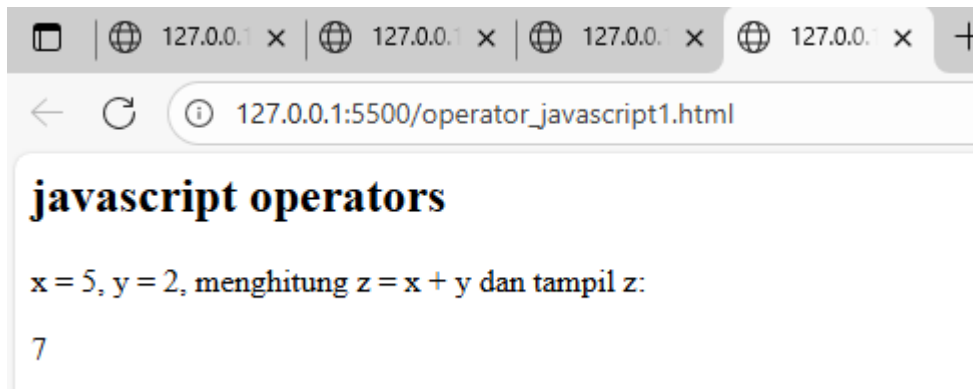 127.0.0.1 127.0.0.1 127.0.0.1 127.0.0.1
127.0.0.1:5500/operator_javascript1.html
javascript operators
x = 5, y = 2, menghitung z = x + y dan tampil z:
7